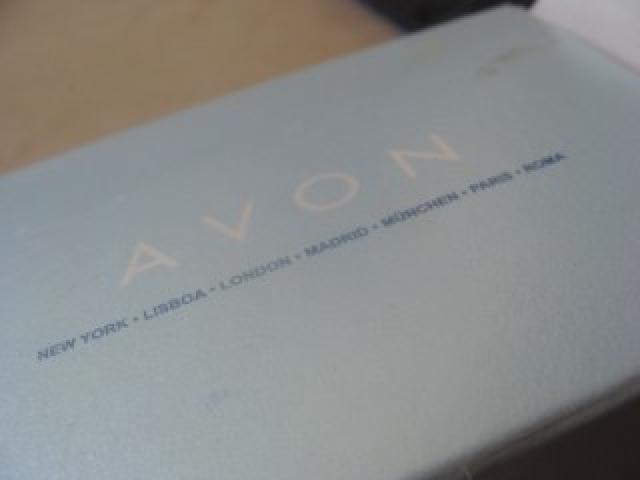 AVON
NEW YORK • LISBOA • LONDON • MADRID • MÜNCHEN • PARIS • ROMA